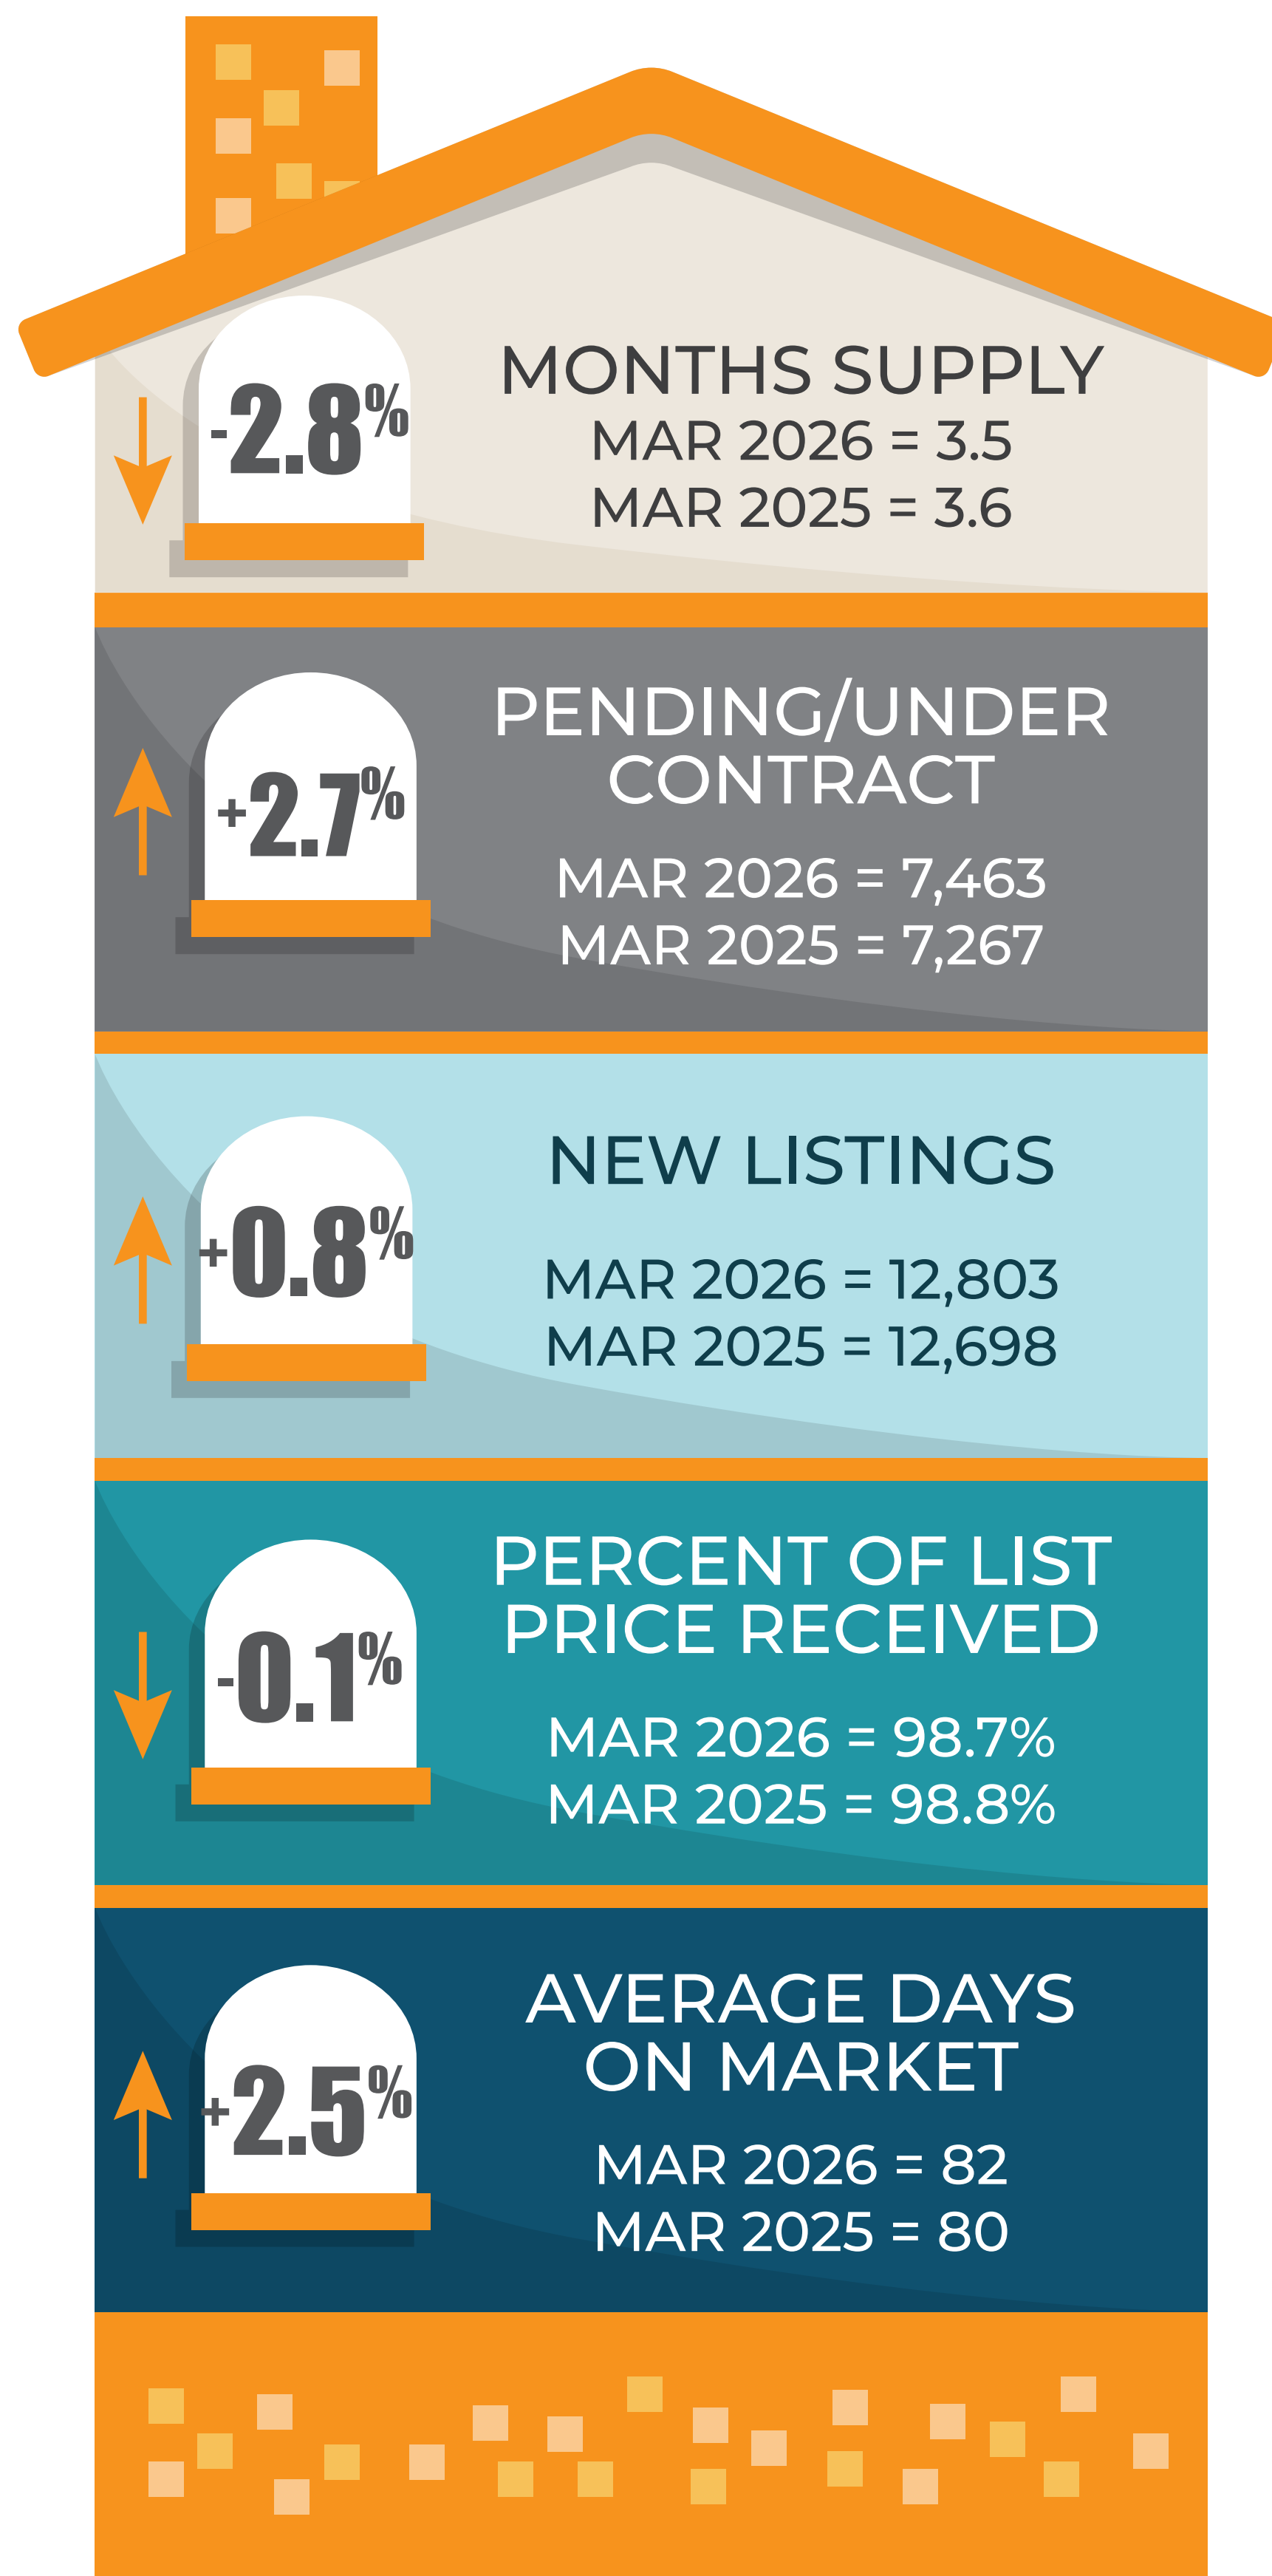 -2.8%
MONTHS SUPPLY
MAR 2026 = 3.5
MAR 2025 = 3.6
+2.7%
PENDING/UNDER
CONTRACT
MAR 2026 = 7,463
MAR 2025 = 7,267
+0.8%
NEW LISTINGS
MAR 2026 = 12,803
MAR 2025 = 12,698
-0.1%
PERCENT OF LIST
PRICE RECEIVED
MAR 2026 = 98.7%
MAR 2025 = 98.8%
+2.5%
AVERAGE DAYS
ON MARKET
MAR 2026 = 82
MAR 2025 = 80